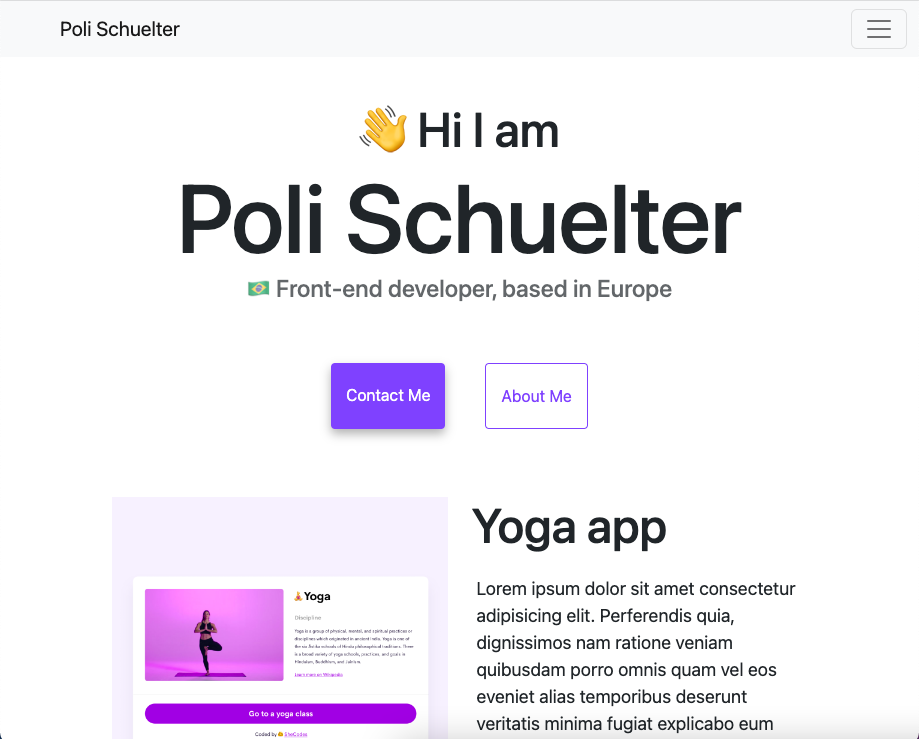 Poli Schuelter
👋 Hi I am
Poli Schuelter
🇧🇷 Front-end developer, based in Europe
Contact Me
About Me
Yoga app
Lorem ipsum dolor sit amet consectetur
adipisicing elit. Perferendis quia,
dignissimos nam ratione veniam
quibusdam porro omnis quam vel eos
eveniet alias temporibus deserunt
veritatis minima fugiat explicabo eum
Yoga
Discipline
Yoga is a group of physical, mental, and spiritual practices or
disciplines which originated in ancient India. Yoga is one of
the six Āstika schools of Hindu philosophical traditions. There
is a broad variety of yoga schools, practices, and goals in
Hinduism, Buddhism, and Jainism.
Learn more on Wikipedia
Go to a yoga class
Coded by SheCodes